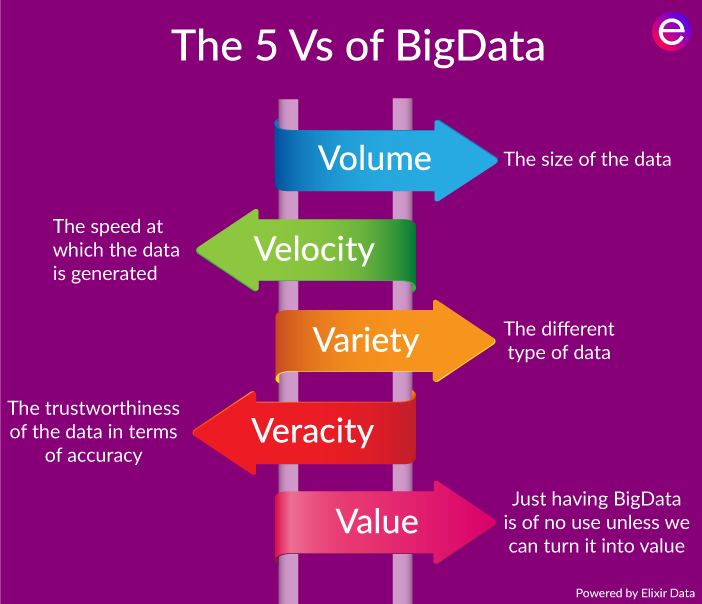 The 5 Vs of BigData
e
Volume
The size of the data
The speed at
which the data
is generated
Velocity
Variety
The different
type of data
The trustworthiness
of the data in terms
of accuracy
Veracity
Value
Just having BigData
is of no use unless we
can turn it into value
Powered by Elixir Data